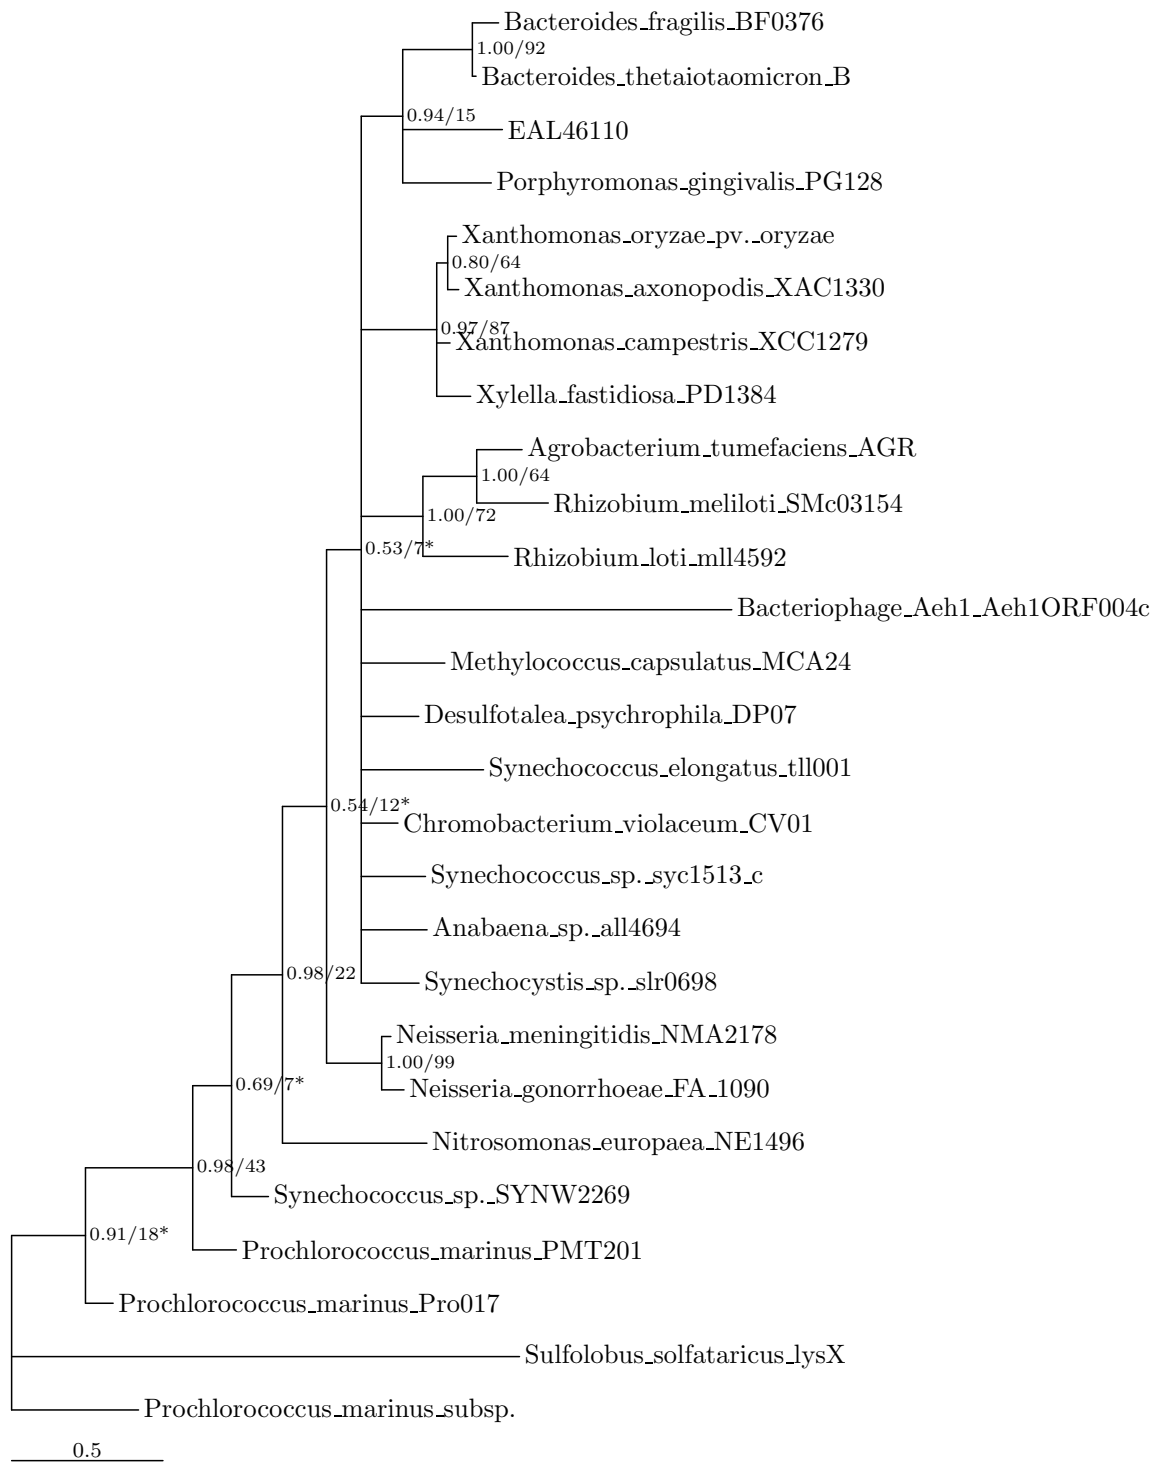 Bacteroides_fragilis_BF0376
1.00/92
Bacteroides_thetaiotaomicron_B
0.94/15
EAL46110
Porphyromonas_gingivalis_PG128
Xanthomonas_oryzae_pv._oryzae
0.80/64
Xanthomonas_axonopodis_XAC1330
0.97/87
Xanthomonas_campestris_XCC1279
Xylella_fastidiosa_PD1384
Agrobacterium_tumefaciens_AGR
1.00/64
Rhizobium_meliloti_SMc03154
1.00/72
0.53/7*
Rhizobium_loti_mll4592
Bacteriophage_Aeh1_Aeh1ORF004c
Methylococcus_capsulatus_MCA24
Desulfotalea_psychrophila_DP07
Synechococcus_elongatus_tll001
0.54/12*
Chromobacterium_violaceum_CV01
Synechococcus_sp._syc1513_c
Anabaena_sp._all4694
0.98/22
Synechocystis_sp._slr0698
Neisseria_meningitidis_NMA2178
1.00/99
0.69/7*
Neisseria_gonorrhoeae_FA_1090
Nitrosomonas_europaea_NE1496
0.98/43
Synechococcus_sp._SYNW2269
0.91/18*
Prochlorococcus_marinus_PMT201
Prochlorococcus_marinus_Pro017
Sulfolobus_solfataricus_lysX
Prochlorococcus_marinus_subsp.
0.5